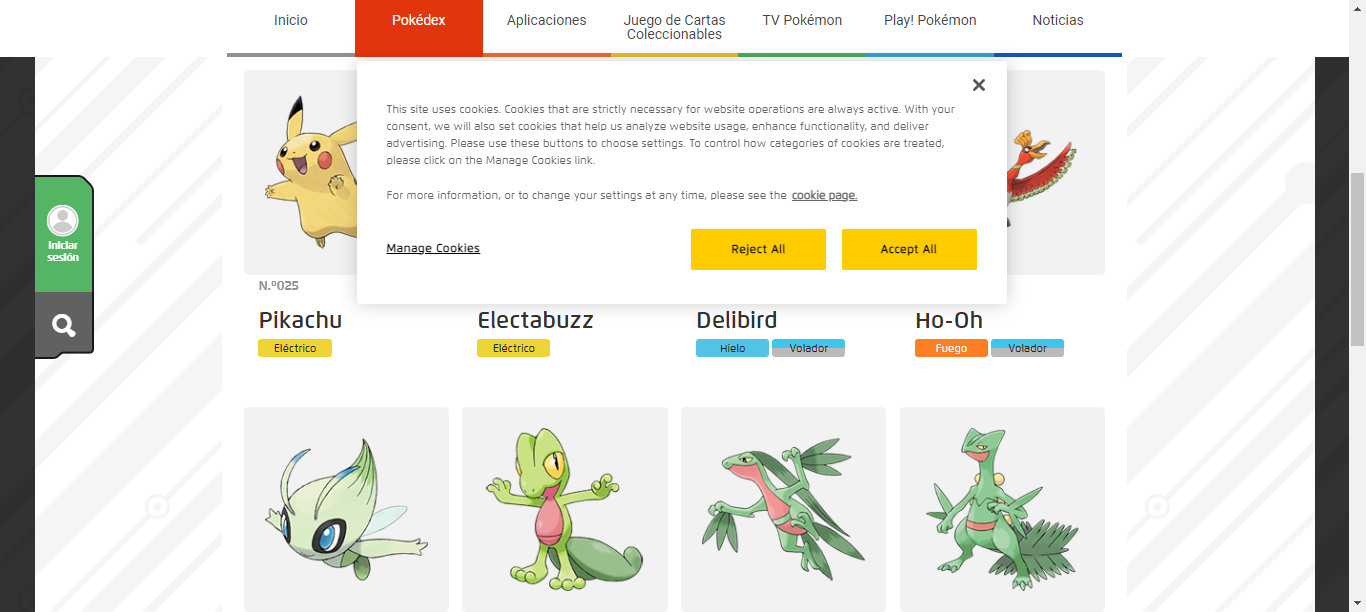 Inicio
Pokédex
Aplicaciones
Juego de Cartas
Coleccionables
TV Pokémon
Play! Pokémon
Noticias
This site uses cookies. Cookies that are strictly necessary for website operations are always active. With your
consent, we will also set cookies that help us analyze website usage, enhance functionality, and deliver
advertising. Please use these buttons to choose settings. To control how categories of cookies are treated,
please click on the Manage Cookies link.
For more information, or to change your settings at any time, please see the cookie page.
Manage Cookies
Reject All
Accept All
Iniciar
sesión
N.º025
Pikachu
Eléctrico
Electabuzz
Eléctrico
Delibird
Hielo
Volador
Ho-Oh
Fuego
Volador